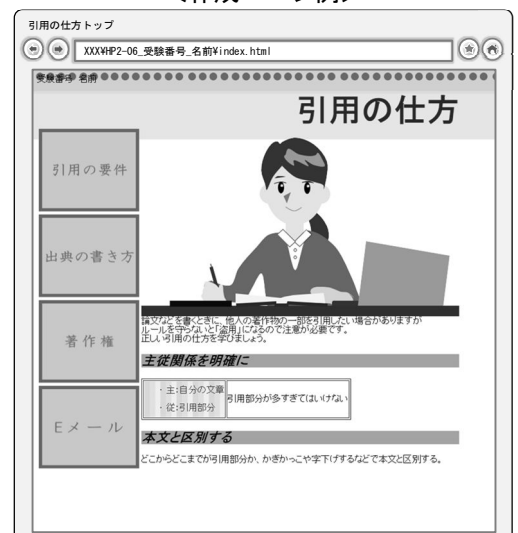 引用の仕方トップ
XXX¥HP2-06_受験番号_名前¥index.html
受験番号 名前
引用の仕方
引用の要件
出典の書き方
著作権
Eメール
論文などを書くときに、他人の著作物の一部を引用したい場合がありますが
ルールを守らないと「盗用」になるので注意が必要です。
正しい引用の仕方を学びましょう。
主従関係を明確に
・主:自分の文章
・従:引用部分
引用部分が多すぎてはいけない
本文と区別する
どこからどこまでが引用部分か、かぎかっこや字下げするなどで本文と区別する。